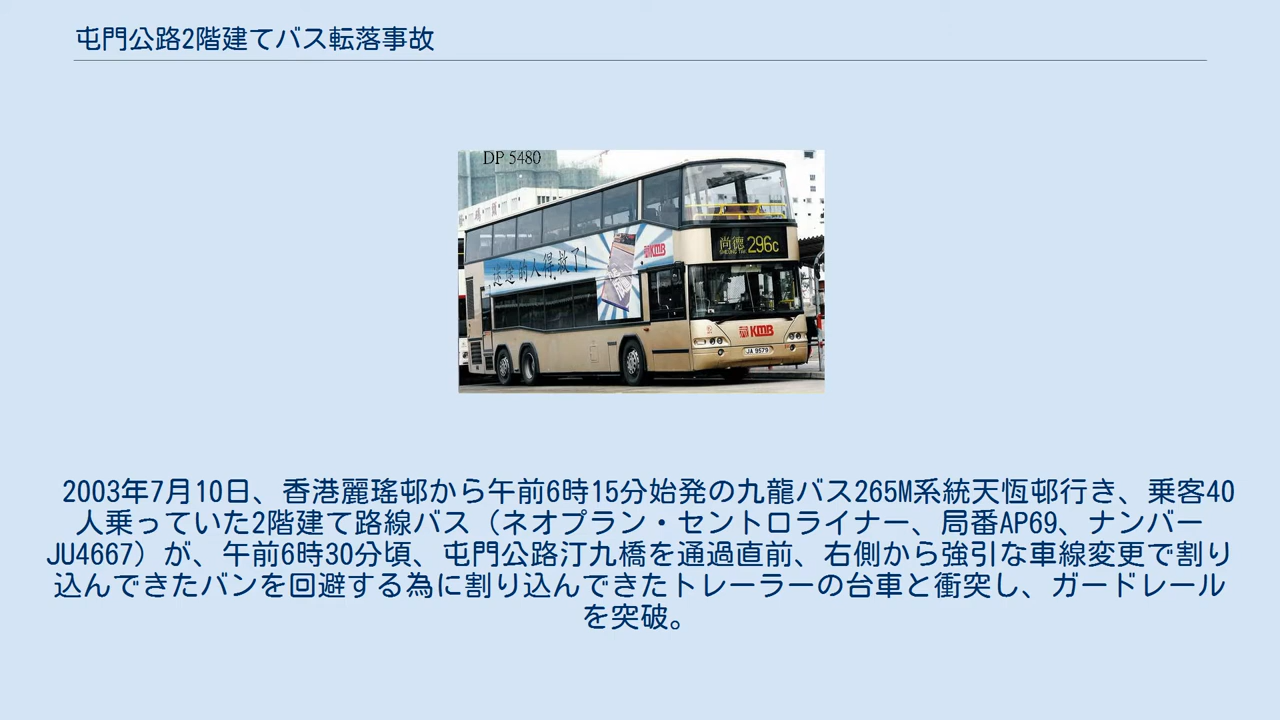 屯門公路2階建てバス転落事故
DP 5480
尚德 296c
SHEUNG TAK
KMB
途途的人得救了!
KMB
JA 9579
2003年7月10日、香港麗瑤邨から午前6時15分始発の九龍バス265M系統天恆邨行き、乗客40
人乗っていた2階建て路線バス（ネオプラン・セントロライナー、局番AP69、ナンバー
JU4667）が、午前6時30分頃、屯門公路汀九橋を通過直前、右側から強引な車線変更で割り
込んできたバンを回避する為に割り込んできたトレーラーの台車と衝突し、ガードレール
を突破。